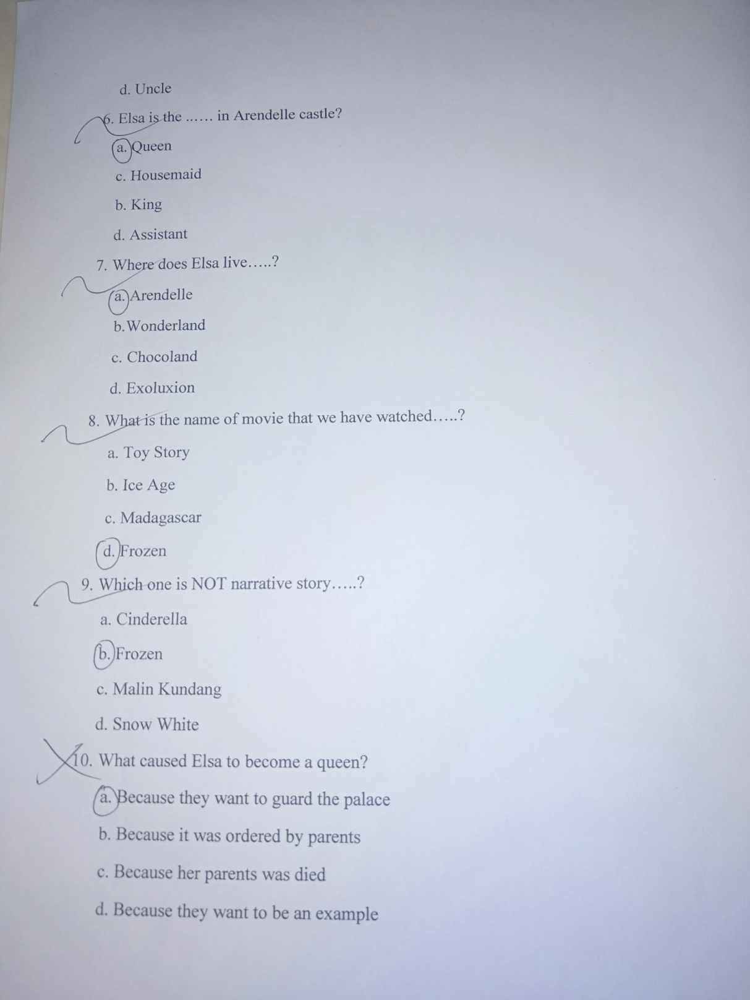 d. Uncle
6. Elsa is the ...... in Arendelle castle?
a. Queen
c. Housemaid
b. King
d. Assistant
7. Where does Elsa live.....?
a. Arendelle
b. Wonderland
c. Chocoland
d. Exoluxion
8. What is the name of movie that we have watched.....?
a. Toy Story
b. Ice Age
c. Madagascar
d. Frozen
9. Which one is NOT narrative story.....?
a. Cinderella
b. Frozen
c. Malin Kundang
d. Snow White
10. What caused Elsa to become a queen?
a. Because they want to guard the palace
b. Because it was ordered by parents
c. Because her parents was died
d. Because they want to be an example